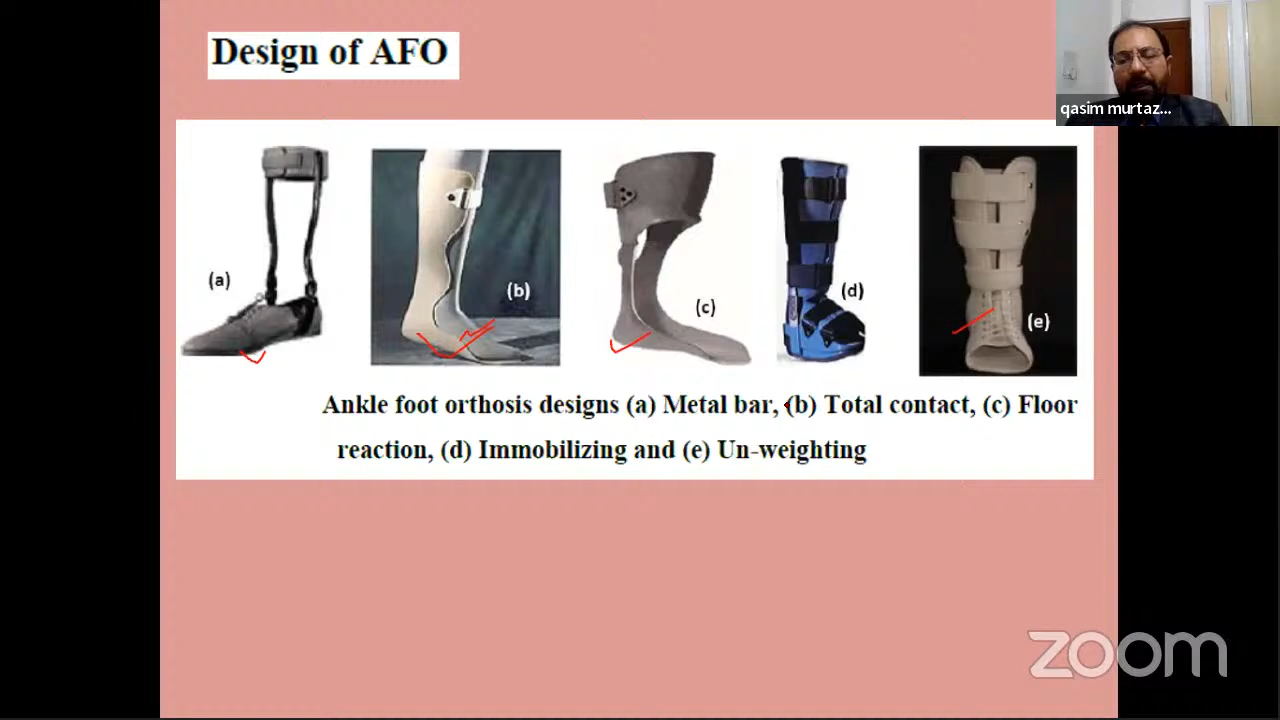 Design of AFO
qasim murtaz...
(a)
(b)
(c)
(d)
(e)
Ankle foot orthosis designs (a) Metal bar, (b) Total contact, (c) Floor
reaction, (d) Immobilizing and (e) Un-weighting
zoom